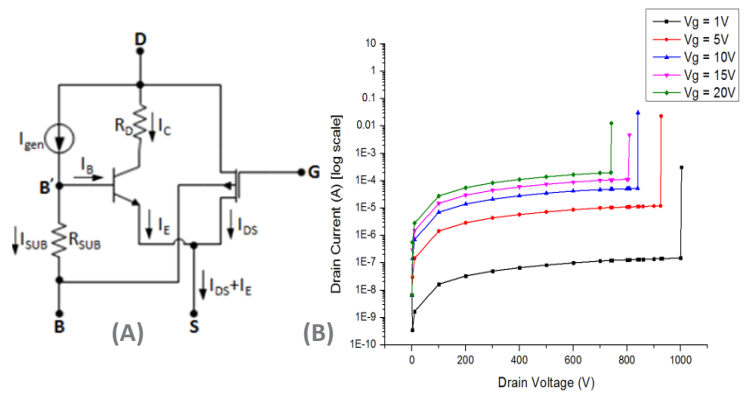 D
R_D
I_C
I_gen
I_B
B'
G
I_SUB
R_SUB
I_E
I_DS
I_DS+I_E
B
S
(A)
(B)
Vg = 1V
Vg = 5V
Vg = 10V
Vg = 15V
Vg = 20V
Drain Current (A) [log scale]
10
1
0.1
0.01
1E-3
1E-4
1E-5
1E-6
1E-7
1E-8
1E-9
1E-10
0 200 400 600 800 1000
Drain Voltage (V)